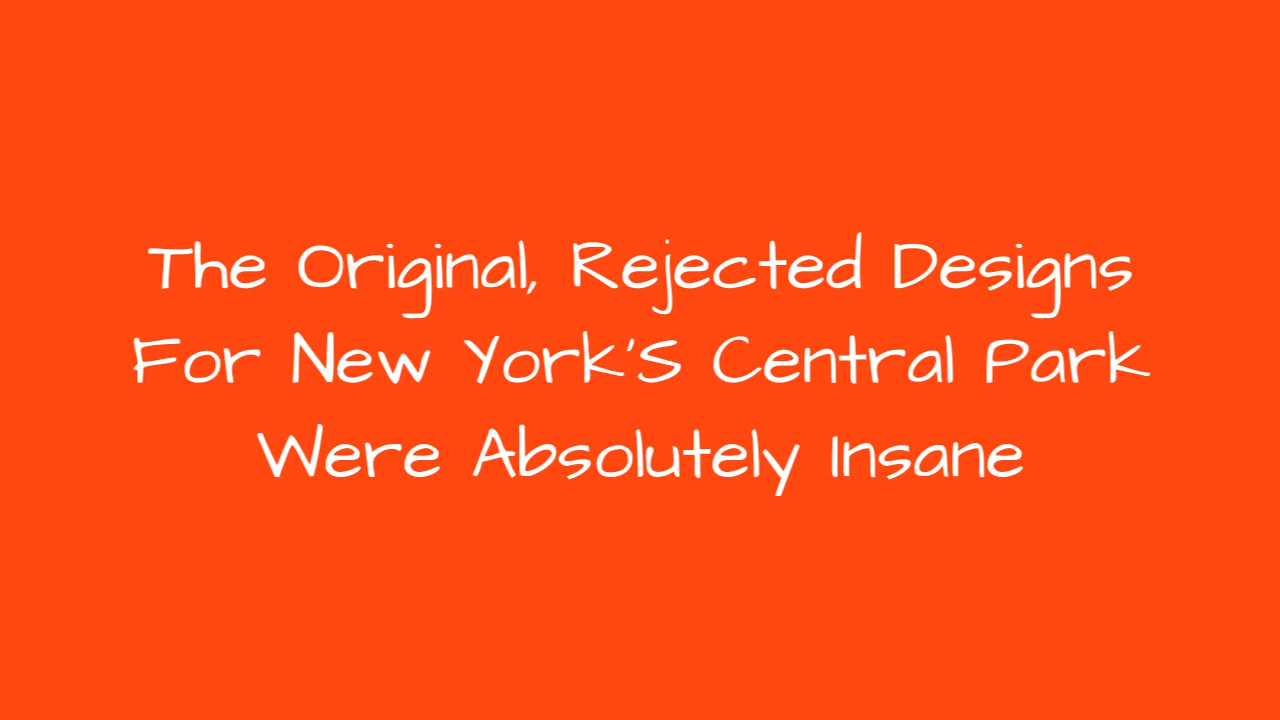 The Original, Rejected Designs
For New York'S Central Park
Were Absolutely Insane